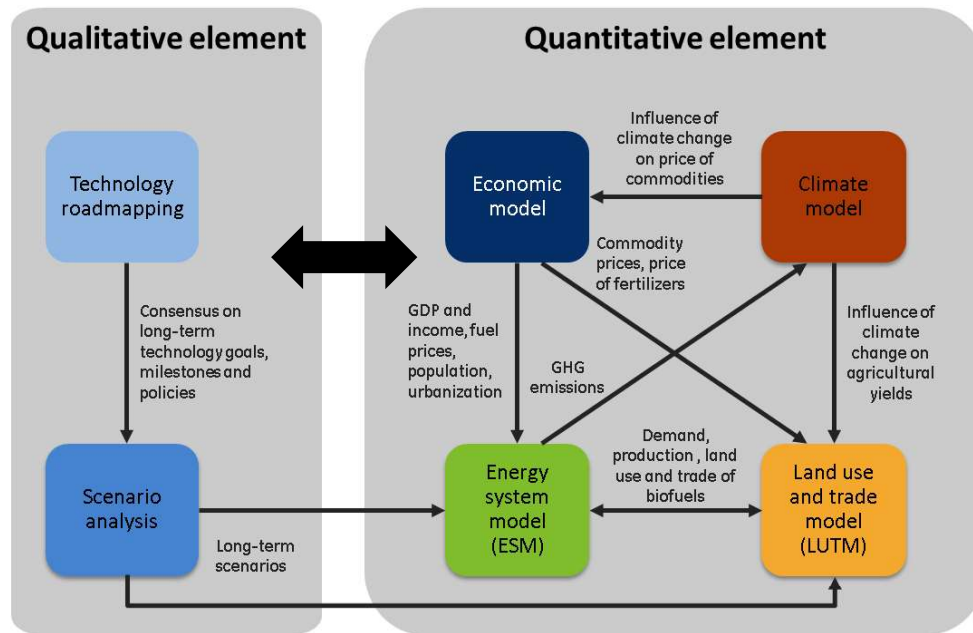 Qualitative element
Quantitative element
Technology
roadmapping
Consensus on
long-term
technology goals,
milestones and
policies
Scenario
analysis
Long-term
scenarios
Economic
model
Influence of
climate change
on price of
commodities
Climate
model
Commodity
prices, price
of fertilizers
GDP and
income, fuel
prices,
population,
urbanization
GHG
emissions
Influence of
climate
change on
agricultural
yields
Energy
system
model
(ESM)
Demand,
production , land
use and trade of
biofuels
Land use
and trade
model
(LUTM)